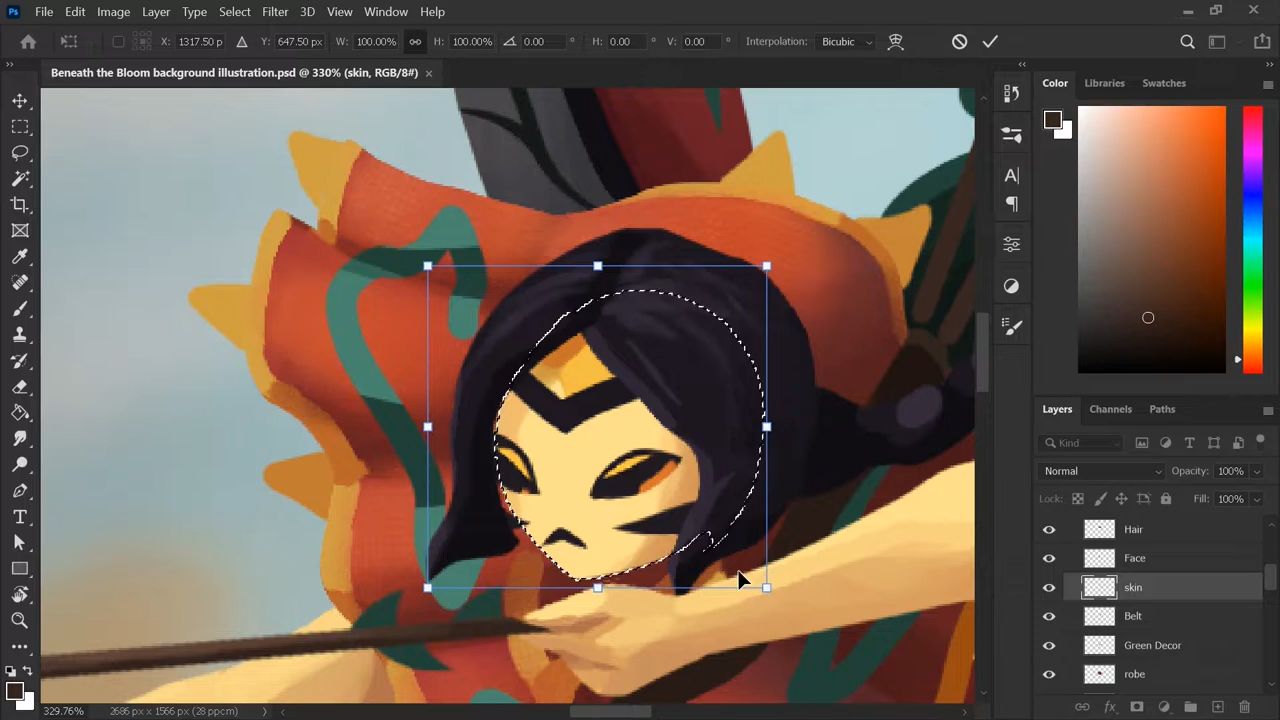 Ps File Edit Image Layer Type Select Filter 3D View Window Help
X: 1317.50 p Y: 647.50 px W: 100.00% H: 100.00% 0.00 ° H: 0.00 ° V: 0.00 ° Interpolation: Bicubic
Beneath the Bloom background illustration.psd @ 330% (skin, RGB/8#) ×
Color Libraries Swatches
Layers Channels Paths
Kind
Normal Opacity: 100%
Lock: Fill: 100%
Hair
Face
skin
Belt
Green Decor
robe
329.76% 2686 px x 1566 px (28 ppcm)